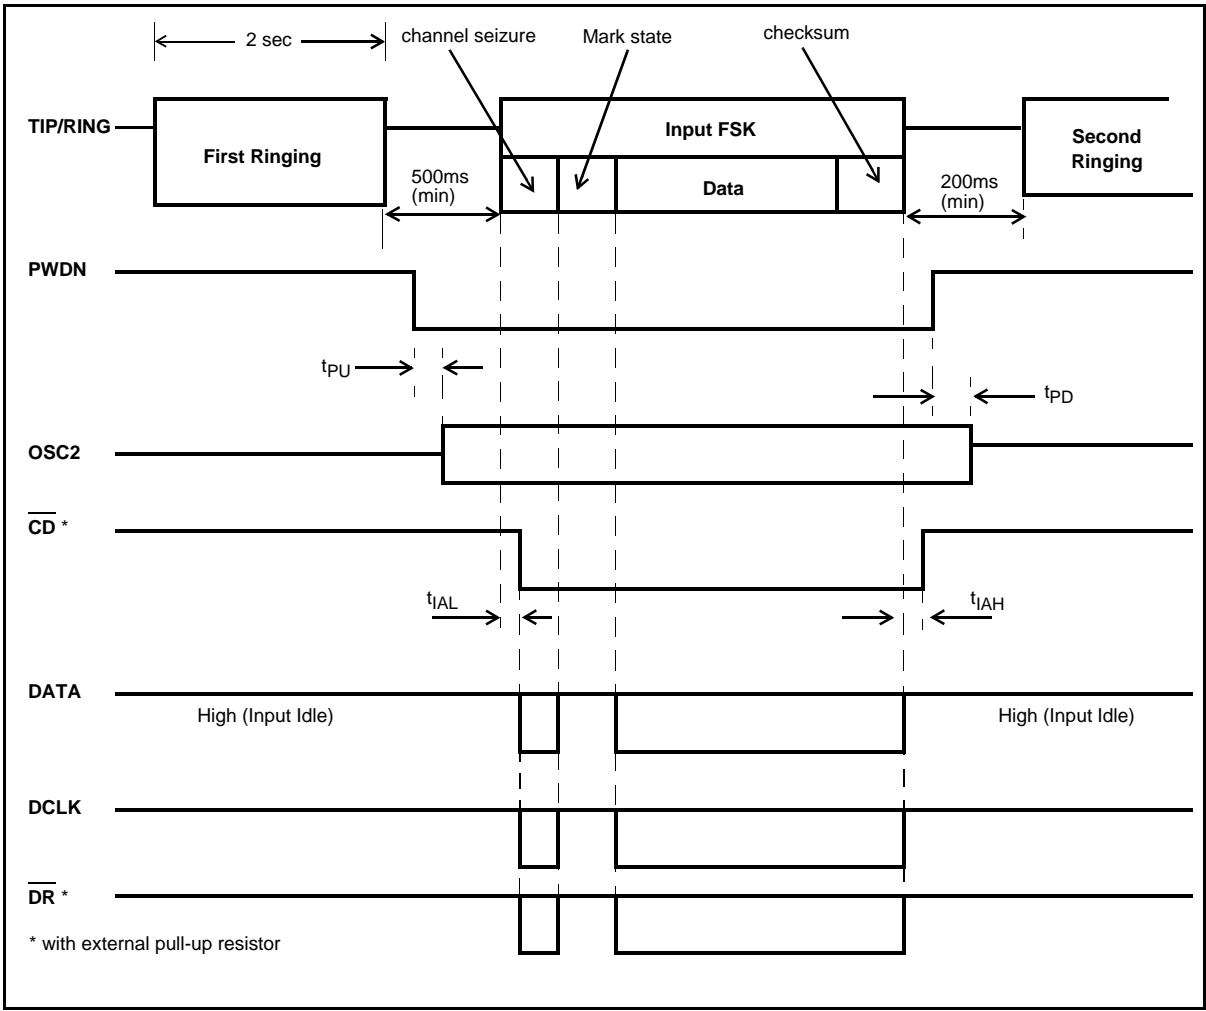 2 sec
channel seizure
Mark state
checksum
TIP/RING
First Ringing
Input FSK
Data
Second
Ringing
500ms
(min)
200ms
(min)
PWDN
tPU
tPD
OSC2
CD *
tIAL
tIAH
DATA
High (Input Idle)
High (Input Idle)
DCLK
DR *
* with external pull-up resistor